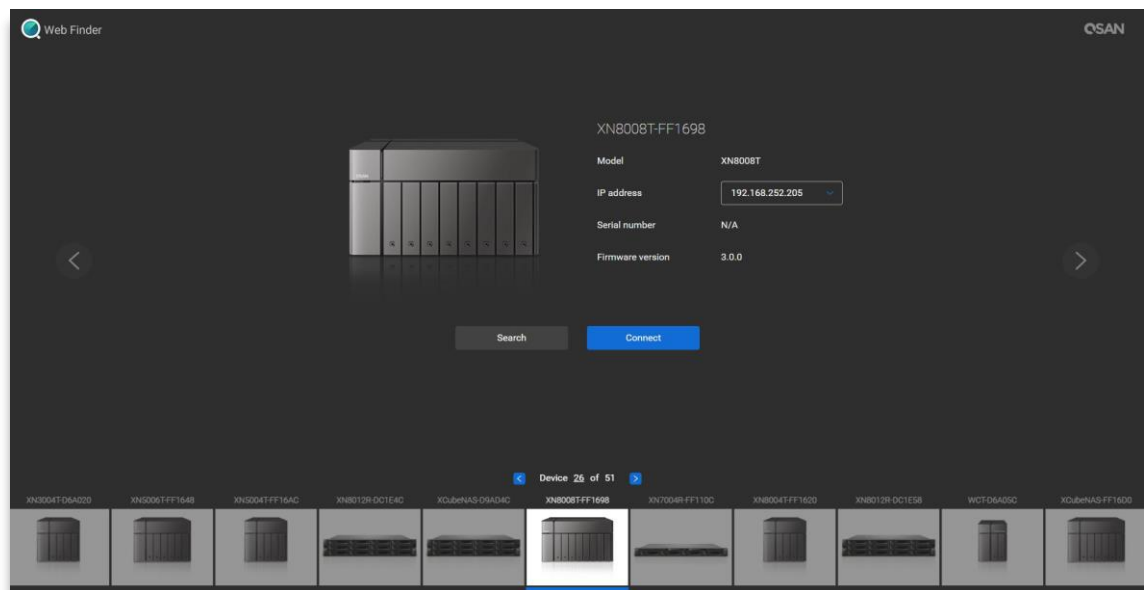 Web Finder
QSAN
XN8008T-FF1698
Model XN8008T
IP address 192.168.252.205
Serial number N/A
Firmware version 3.0.0
Search Connect
Device 26 of 51
XN3004T-D6A020 XN5006T-FF1648 XN5004T-FF16AC XN8012R-DC1E4C XCubeNAS-D9AD4C XN8008T-FF1698 XN7004R-FF110C XN8004T-FF1620 XN8012R-DC1E58 WCT-D6A05C XCubeNAS-FF16D0